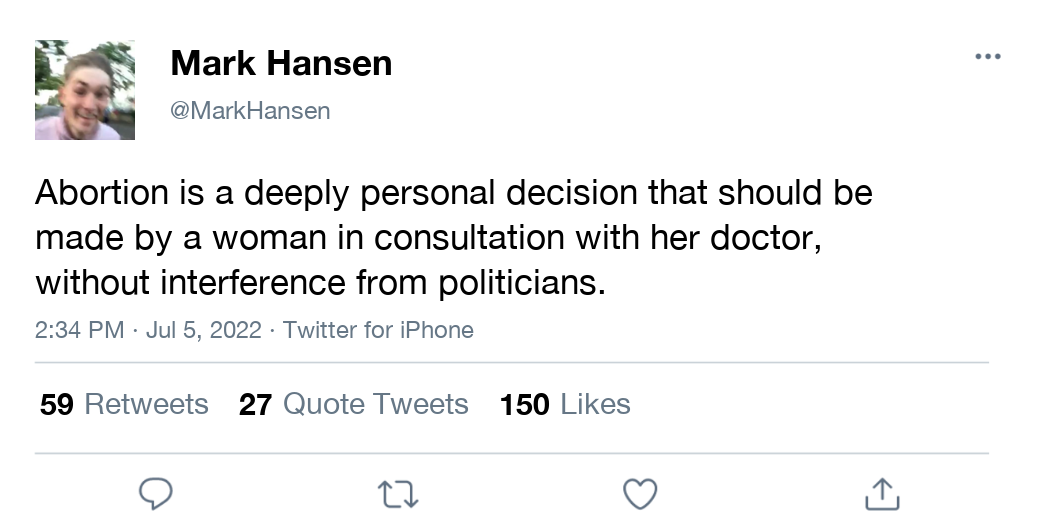 Mark Hansen
@MarkHansen
Abortion is a deeply personal decision that should be
made by a woman in consultation with her doctor,
without interference from politicians.
2:34 PM · Jul 5, 2022 · Twitter for iPhone
59 Retweets 27 Quote Tweets 150 Likes